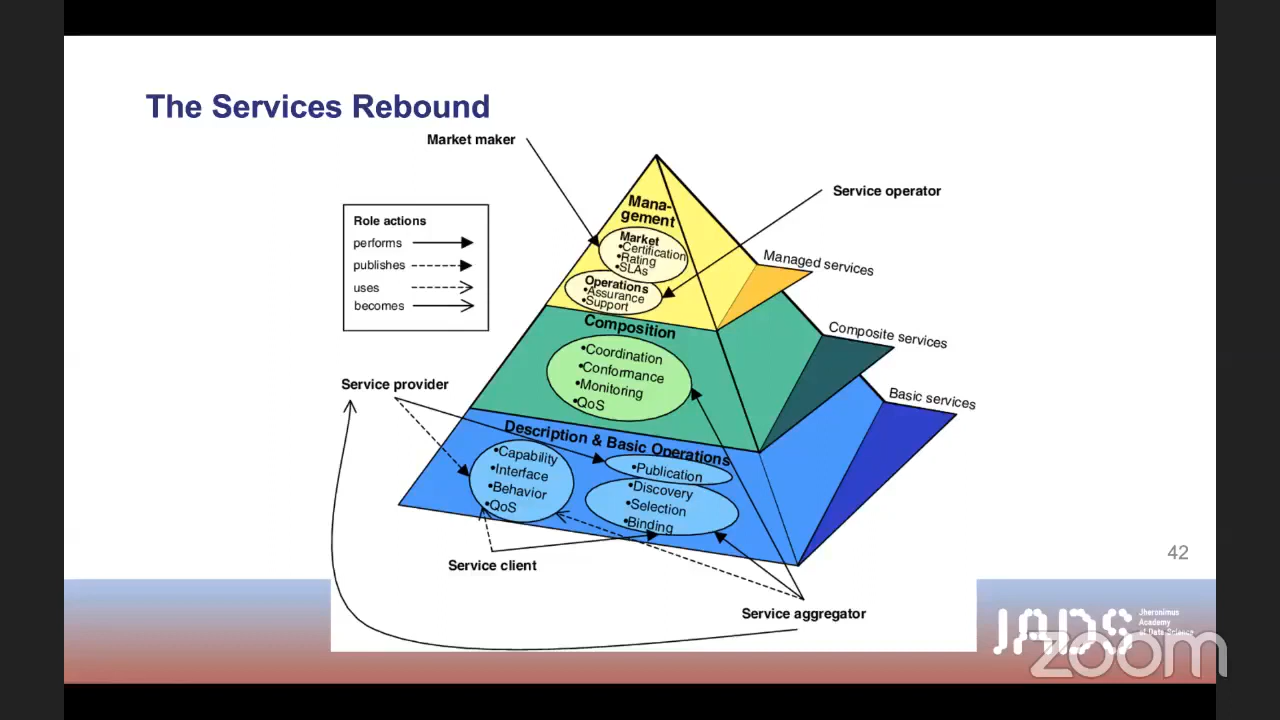 The Services Rebound
Market maker
Service operator
Role actions
performs
publishes
uses
becomes
Mana-
gement
Market
•Certification
•Rating
•SLAs
Operations
•Assurance
•Support
Managed services
Composition
•Coordination
•Conformance
•Monitoring
•QoS
Composite services
Service provider
Basic services
Description & Basic Operations
•Capability
•Interface
•Behavior
•QoS
•Publication
•Discovery
•Selection
•Binding
Service client
Service aggregator
42
JADS
Jheronimus
Academy
of Data Science
zoom